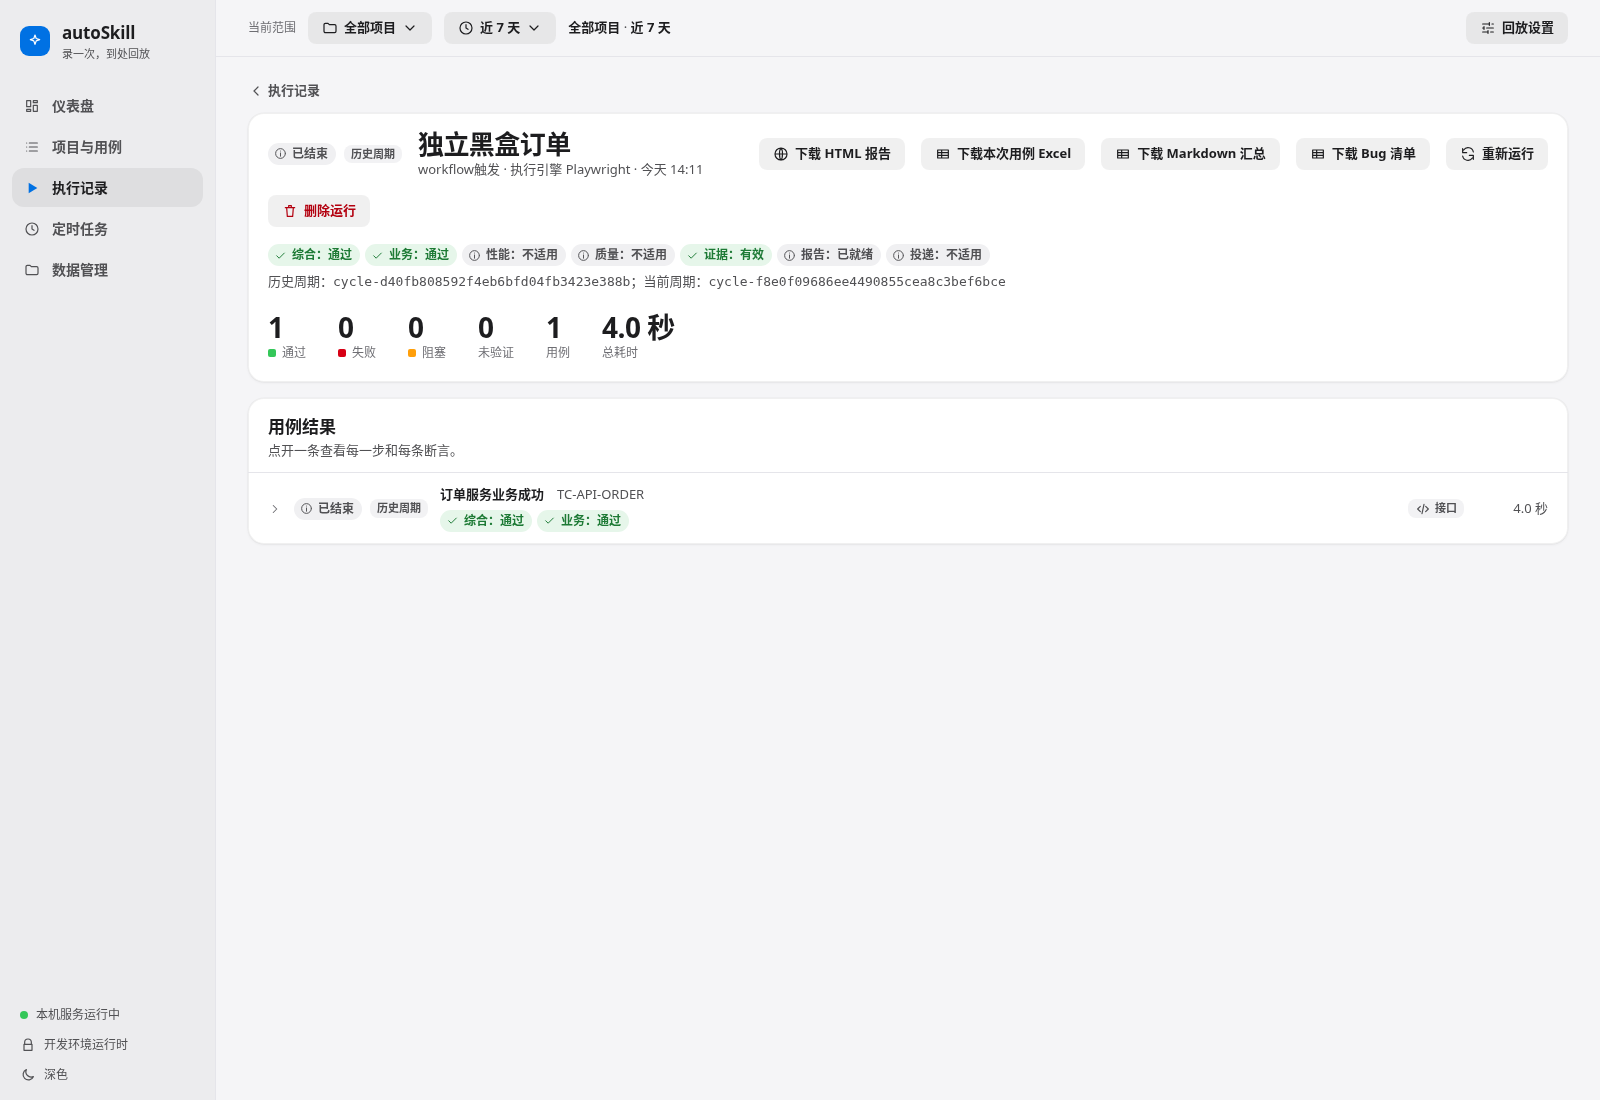 autoSkill
录一次，到处回放
仪表盘
项目与用例
执行记录
定时任务
数据管理
本机服务运行中
开发环境运行时
深色
当前范围 全部项目 近 7 天 全部项目 · 近 7 天 回放设置
执行记录
已结束 历史周期 独立黑盒订单
workflow触发 · 执行引擎 Playwright · 今天 14:11
下载 HTML 报告 下载本次用例 Excel 下载 Markdown 汇总 下载 Bug 清单 重新运行
删除运行
综合：通过 业务：通过 性能：不适用 质量：不适用 证据：有效 报告：已就绪 投递：不适用
历史周期：cycle-d40fb808592f4eb6bfd04fb3423e388b；当前周期：cycle-f8e0f09686ee4490855cea8c3bef6bce
1 0 0 0 1 4.0 秒
通过 失败 阻塞 未验证 用例 总耗时
用例结果
点开一条查看每一步和每条断言。
已结束 历史周期 订单服务业务成功 TC-API-ORDER 接口 4.0 秒
综合：通过 业务：通过